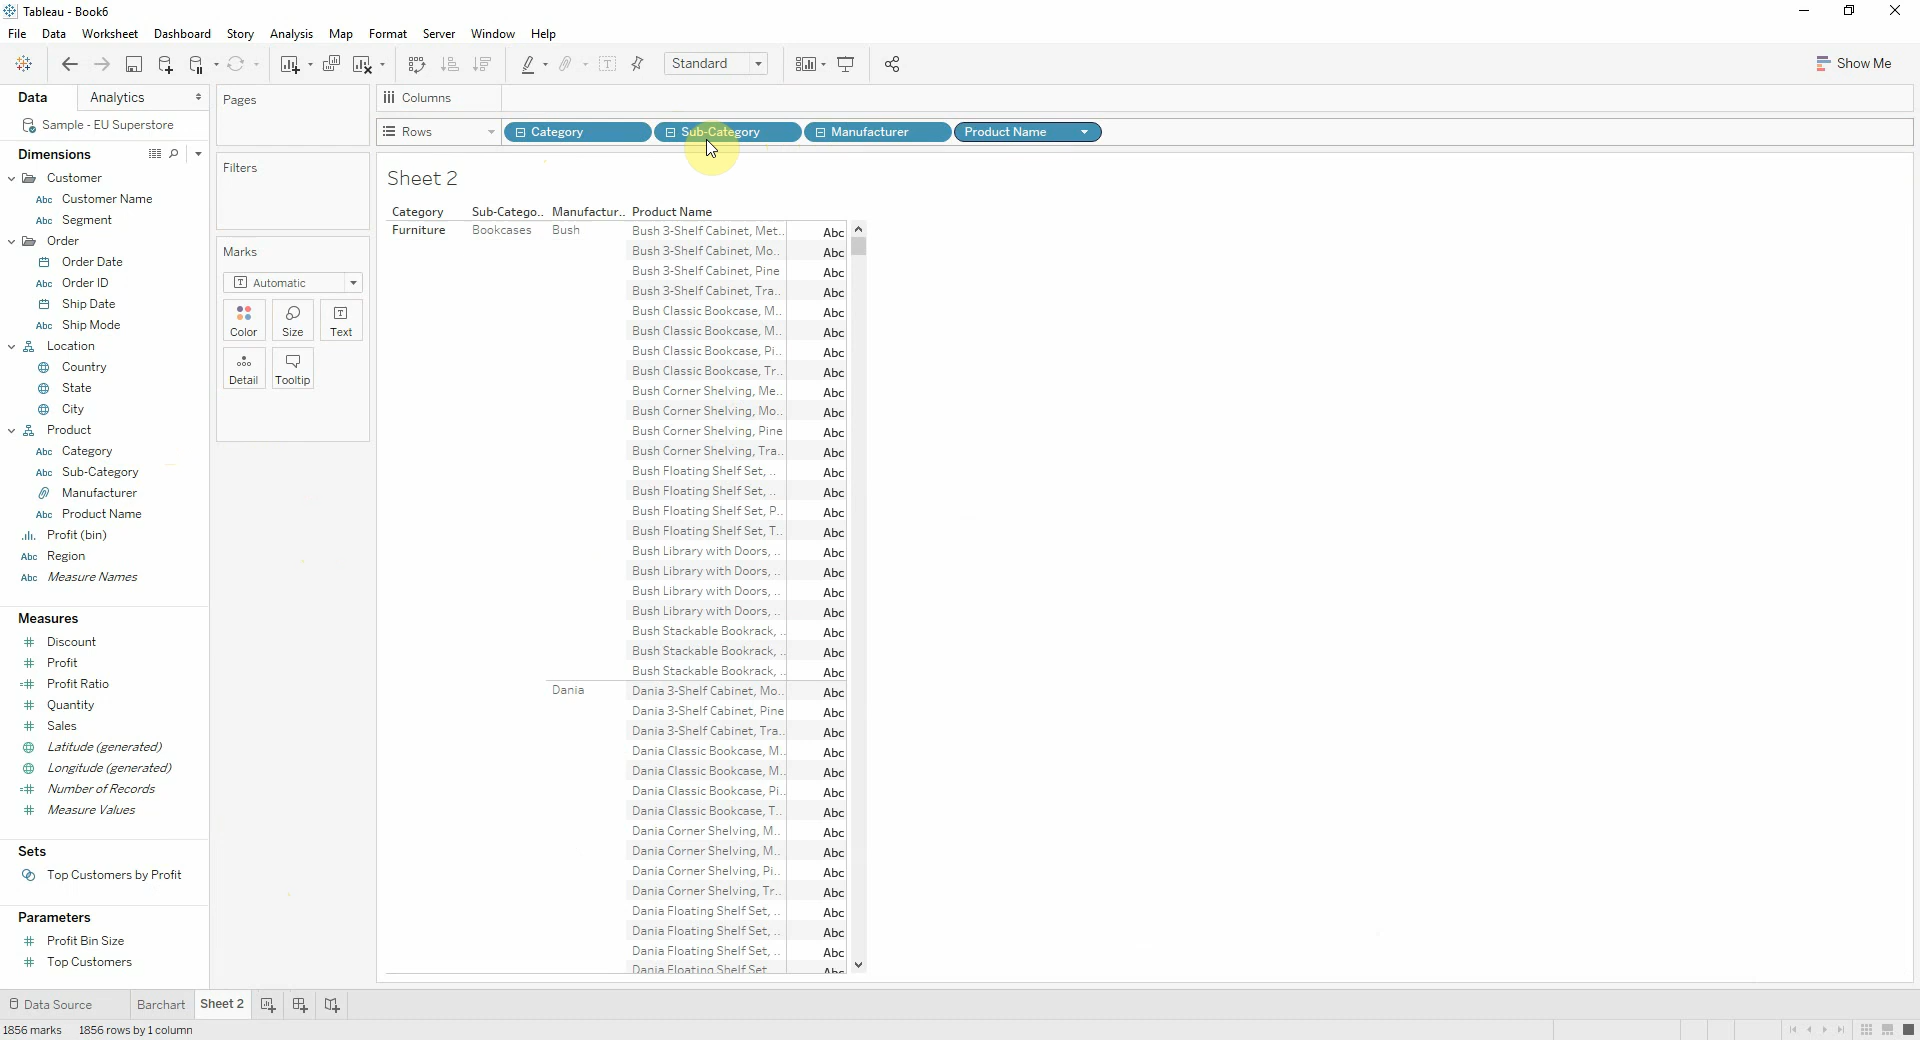 Tableau - Book6
File Data Worksheet Dashboard Story Analysis Map Format Server Window Help
Standard
Show Me
Data Analytics
Sample - EU Superstore
Dimensions
Customer
Abc Customer Name
Abc Segment
Order
Order Date
Abc Order ID
Ship Date
Abc Ship Mode
Location
Country
State
City
Product
Abc Category
Abc Sub-Category
Manufacturer
Abc Product Name
Profit (bin)
Abc Region
Abc Measure Names
Measures
# Discount
# Profit
=# Profit Ratio
# Quantity
# Sales
Latitude (generated)
Longitude (generated)
=# Number of Records
# Measure Values
Sets
Top Customers by Profit
Parameters
# Profit Bin Size
# Top Customers
Pages
Filters
Marks
Automatic
Color Size Text
Detail Tooltip
Columns
Rows Category Sub-Category Manufacturer Product Name
Sheet 2
Category Sub-Catego.. Manufactur.. Product Name
Furniture Bookcases Bush Bush 3-Shelf Cabinet, Met.. Abc
Bush 3-Shelf Cabinet, Mo.. Abc
Bush 3-Shelf Cabinet, Pine Abc
Bush 3-Shelf Cabinet, Tra.. Abc
Bush Classic Bookcase, M.. Abc
Bush Classic Bookcase, M.. Abc
Bush Classic Bookcase, Pi.. Abc
Bush Classic Bookcase, Tr.. Abc
Bush Corner Shelving, Me.. Abc
Bush Corner Shelving, Mo.. Abc
Bush Corner Shelving, Pine Abc
Bush Corner Shelving, Tra.. Abc
Bush Floating Shelf Set, .. Abc
Bush Floating Shelf Set, .. Abc
Bush Floating Shelf Set, P.. Abc
Bush Floating Shelf Set, T.. Abc
Bush Library with Doors, .. Abc
Bush Library with Doors, .. Abc
Bush Library with Doors, .. Abc
Bush Library with Doors, .. Abc
Bush Stackable Bookrack, .. Abc
Bush Stackable Bookrack, .. Abc
Bush Stackable Bookrack, .. Abc
Dania Dania 3-Shelf Cabinet, Mo.. Abc
Dania 3-Shelf Cabinet, Pine Abc
Dania 3-Shelf Cabinet, Tra.. Abc
Dania Classic Bookcase, M.. Abc
Dania Classic Bookcase, M.. Abc
Dania Classic Bookcase, Pi.. Abc
Dania Classic Bookcase, T.. Abc
Dania Corner Shelving, M.. Abc
Dania Corner Shelving, M.. Abc
Dania Corner Shelving, Pi.. Abc
Dania Corner Shelving, Tr.. Abc
Dania Floating Shelf Set, .. Abc
Dania Floating Shelf Set, .. Abc
Dania Floating Shelf Set, .. Abc
Dania Floating Shelf Set Abc
Data Source Barchart Sheet 2
1856 marks 1856 rows by 1 column